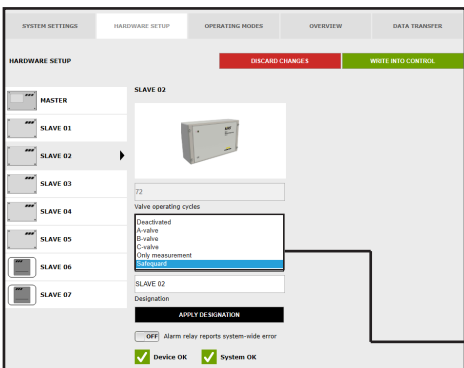 SYSTEM SETTINGS
HARDWARE SETUP
OPERATING MODES
OVERVIEW
DATA TRANSFER
HARDWARE SETUP
DISCARD CHANGES
WRITE INTO CONTROL
MASTER
SLAVE 01
SLAVE 02
SLAVE 03
SLAVE 04
SLAVE 05
SLAVE 06
SLAVE 07
SLAVE 02
72
Valve operating cycles
Deactivated
A-valve
B-valve
C-valve
Only measurement
Safequard
SLAVE 02
Designation
APPLY DESIGNATION
OFF Alarm relay reports system-wide error
Device OK System OK